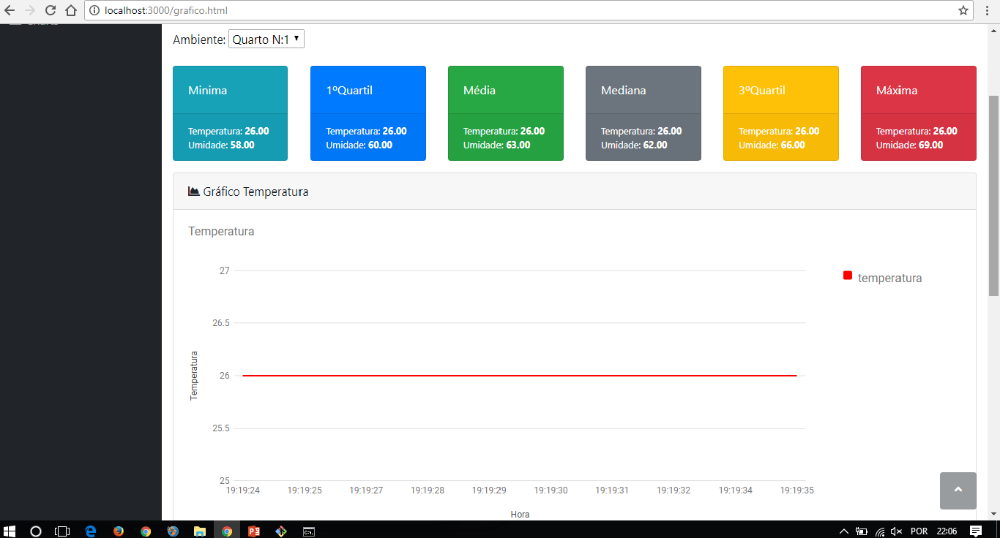 localhost:3000/grafico.html
Ambiente: Quarto N:1
Minima
Temperatura: 26.00
Umidade: 58.00
1ºQuartil
Temperatura: 26.00
Umidade: 60.00
Média
Temperatura: 26.00
Umidade: 63.00
Mediana
Temperatura: 26.00
Umidade: 62.00
3ºQuartil
Temperatura: 26.00
Umidade: 66.00
Máxima
Temperatura: 26.00
Umidade: 69.00
Gráfico Temperatura
Temperatura
27
26.5
26
25.5
25
Temperatura
temperatura
19:19:24 19:19:25 19:19:27 19:19:28 19:19:29 19:19:30 19:19:31 19:19:32 19:19:34 19:19:35
Hora
POR 22:06